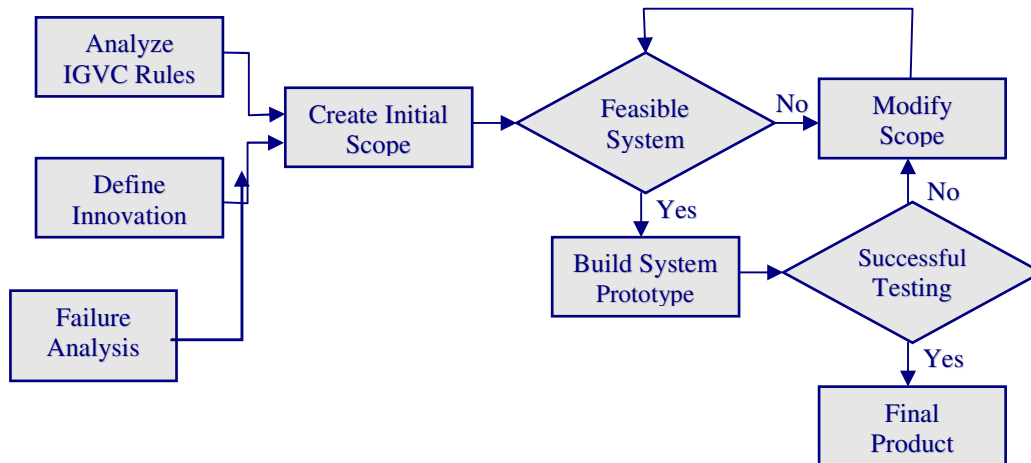 Analyze
IGVC Rules
Create Initial
Scope
Feasible
System
No
Modify
Scope
Define
Innovation
Yes
No
Build System
Prototype
Successful
Testing
Failure
Analysis
Yes
Final
Product